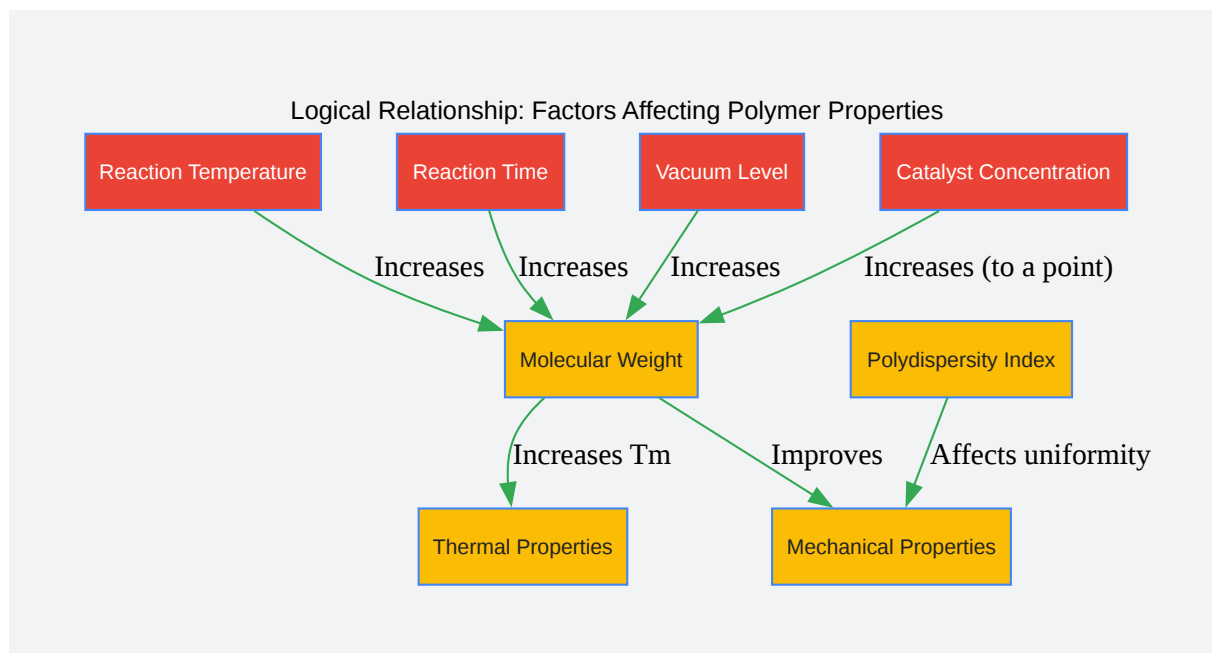 Logical Relationship: Factors Affecting Polymer Properties
Reaction Temperature
Reaction Time
Vacuum Level
Catalyst Concentration
Increases
Increases
Increases
Increases (to a point)
Molecular Weight
Polydispersity Index
Increases Tm
Improves
Affects uniformity
Thermal Properties
Mechanical Properties